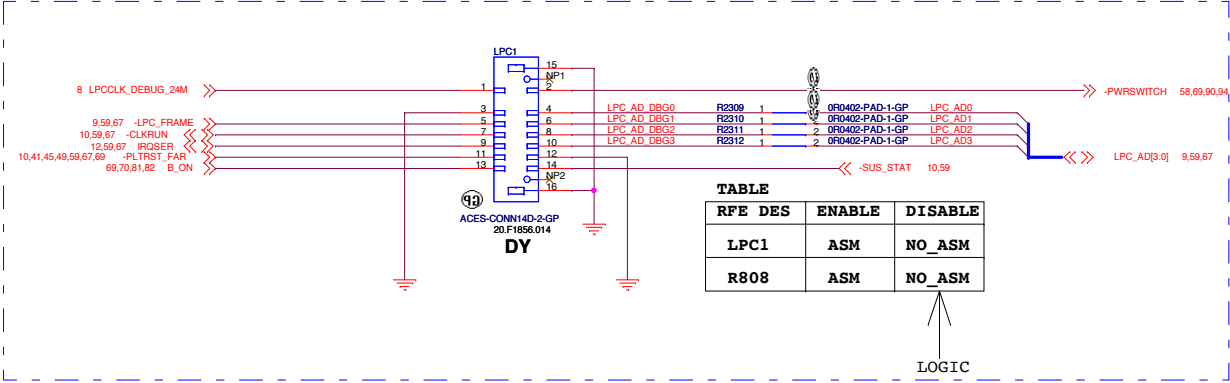 LPC1
15
NP1
8 LPCCLK_DEBUG_24M
1
2
-PWRSWITCH 58,69,90,94
3
4
LPC_AD_DBG0 R2309 1 0R0402-PAD-1-GP LPC_AD0
9,59,67 -LPC_FRAME
5
6
LPC_AD_DBG1 R2310 1 2 0R0402-PAD-1-GP LPC_AD1
10,59,67 -CLKRUN
7
8
LPC_AD_DBG2 R2311 1 2 0R0402-PAD-1-GP LPC_AD2
12,59,67 IRQSER
9
10
LPC_AD_DBG3 R2312 1 2 0R0402-PAD-1-GP LPC_AD3
10,41,45,49,59,67,69 -PLTRST_FAR
11
12
LPC_AD[3:0] 9,59,67
69,70,81,82 B_ON
13
14
-SUS_STAT 10,59
NP2
16
GP
ACES-CONN14D-2-GP
20.F1856.014
DY
TABLE
RFE DES ENABLE DISABLE
LPC1 ASM NO_ASM
R808 ASM NO_ASM
LOGIC